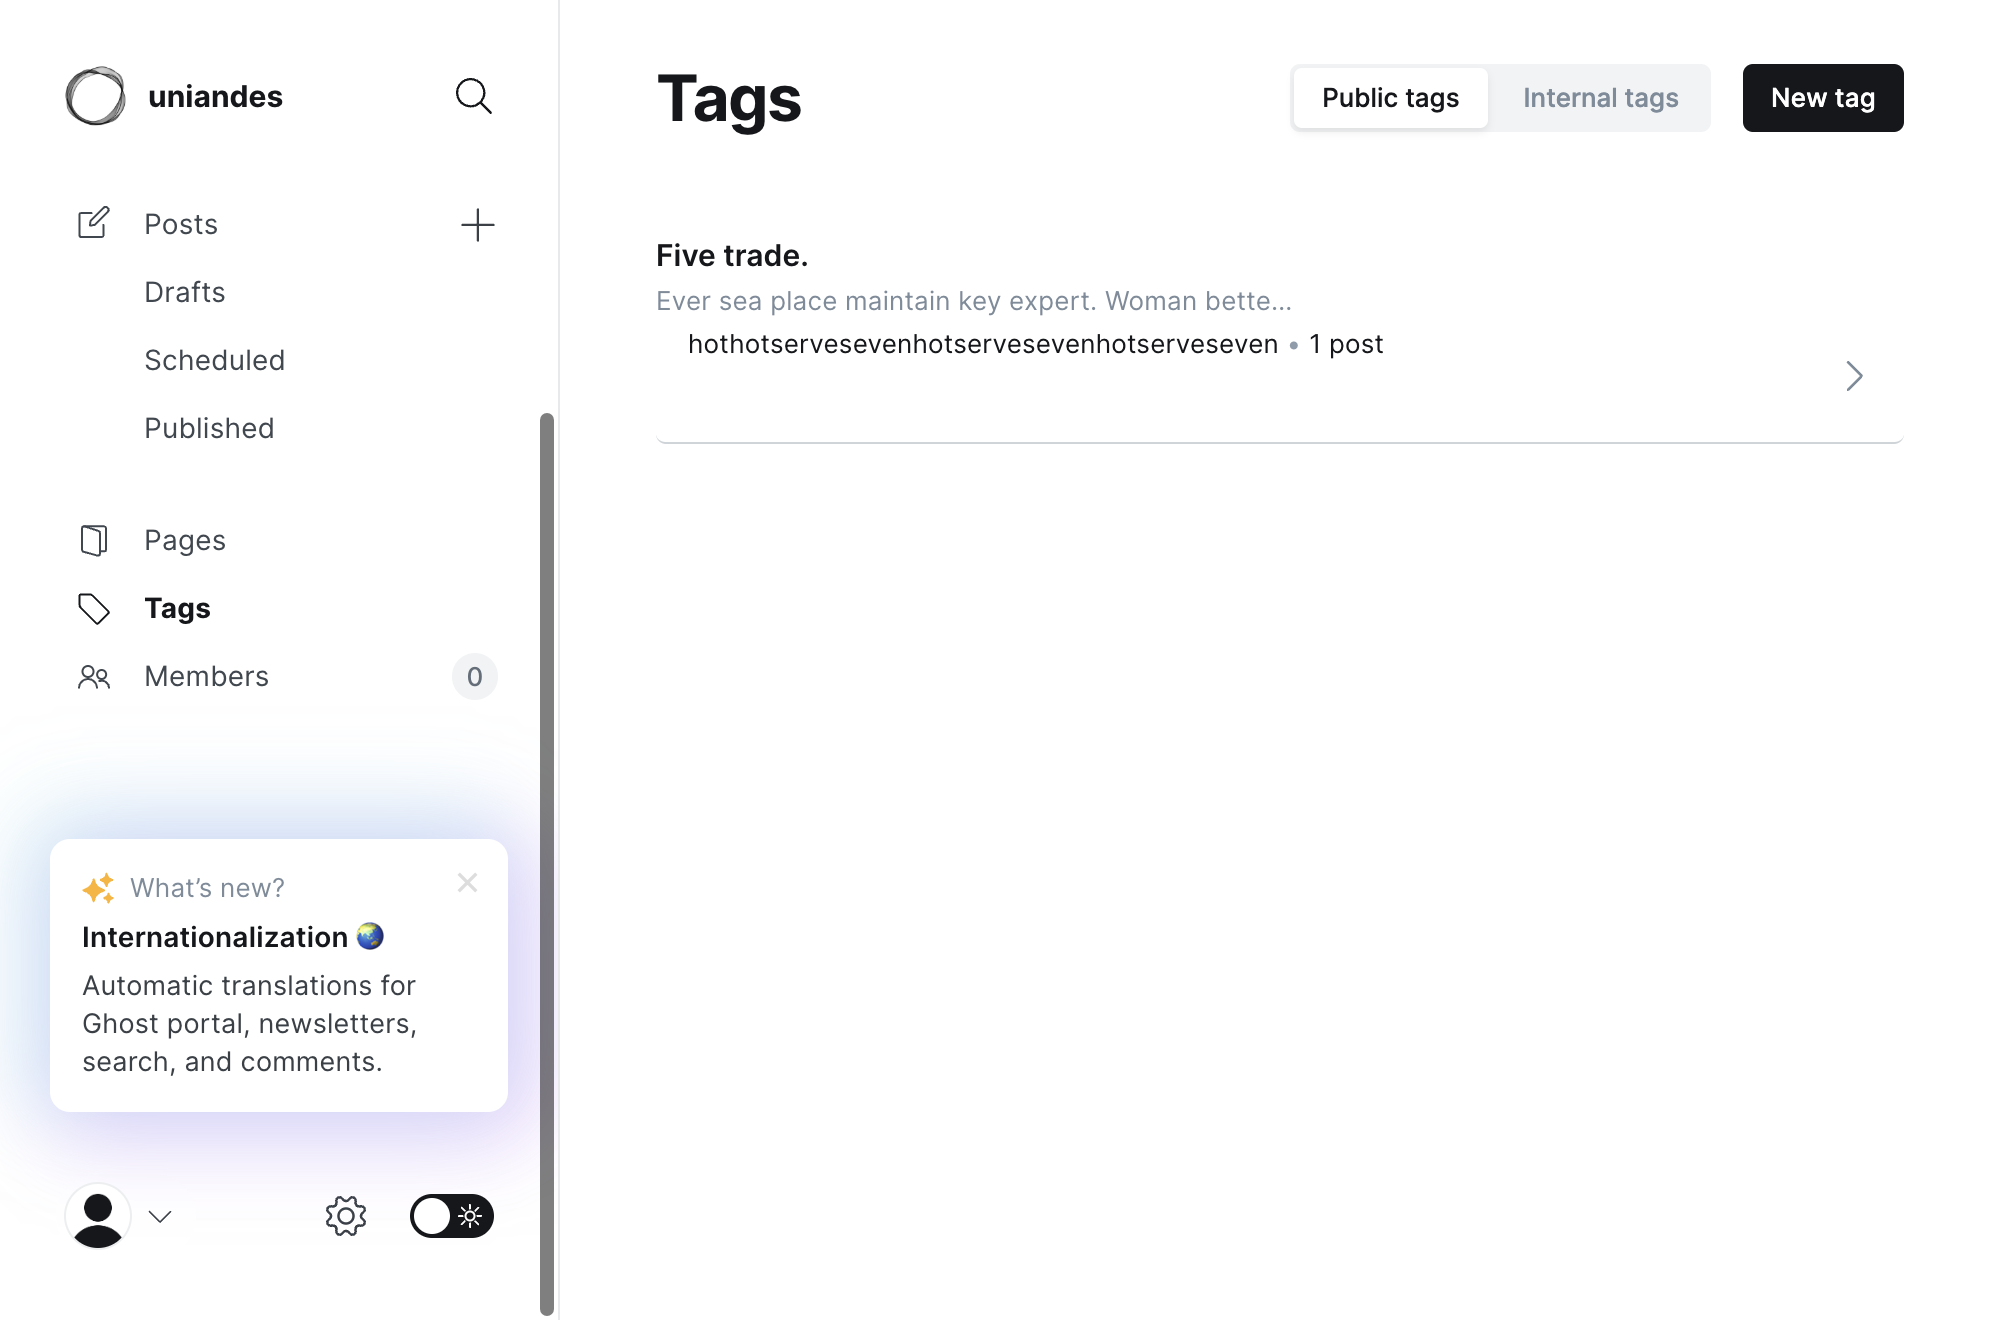 uniandes
Posts
Drafts
Scheduled
Published
Pages
Tags
Members
0
What's new?
Internationalization 🌏
Automatic translations for
Ghost portal, newsletters,
search, and comments.
Tags
Public tags
Internal tags
New tag
Five trade.
Ever sea place maintain key expert. Woman bette...
hothotservesevenhotservesevenhotserveseven • 1 post